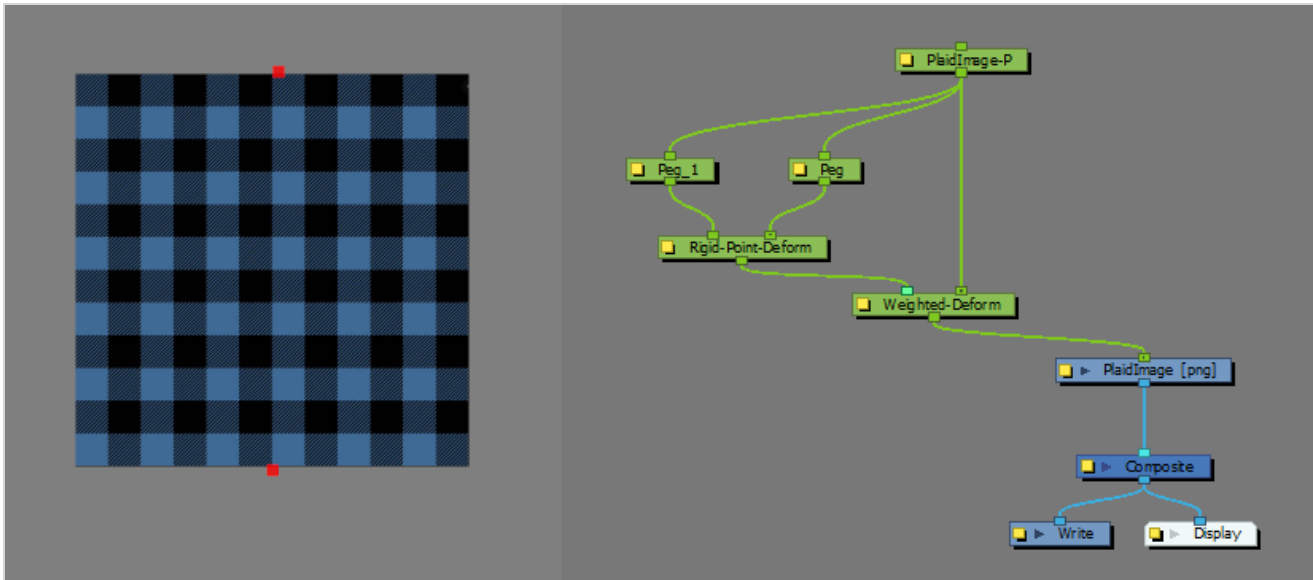 PlaidImage-P
Peg_1
Peg
Rigid-Point-Deform
Weighted-Deform
PlaidImage [png]
Composite
Write
Display